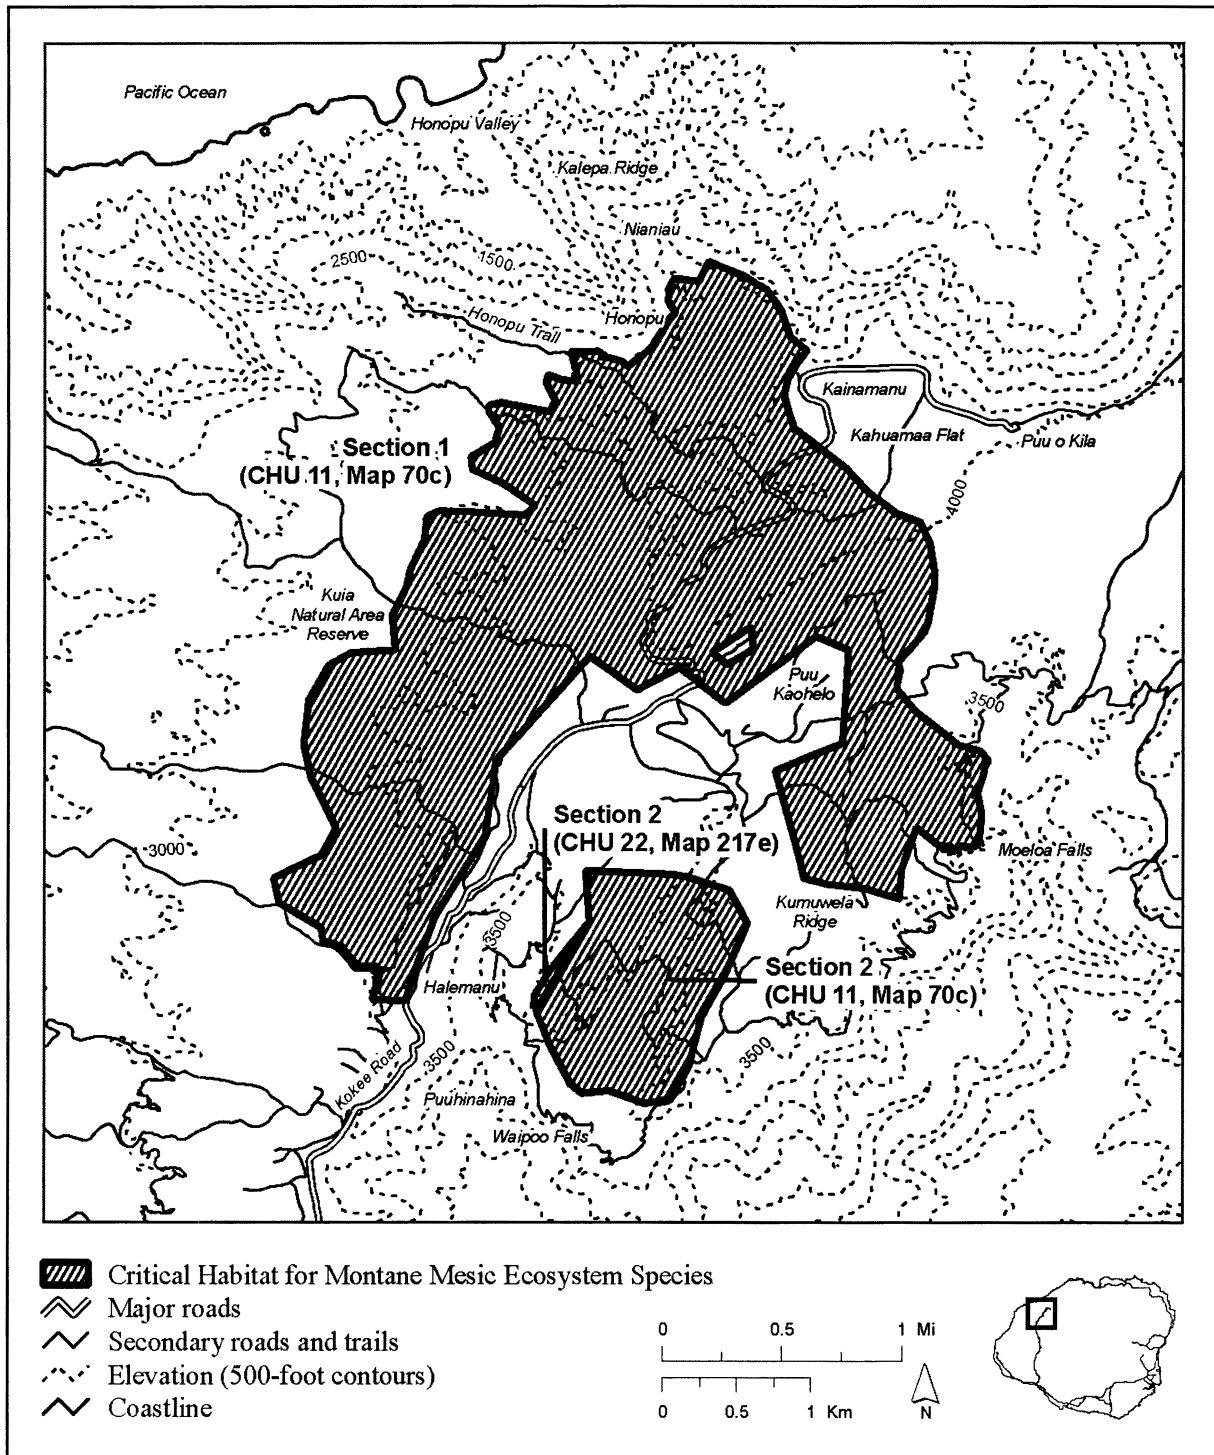 Pacific Ocean
Honopu Valley
Kalepa Ridge
Nianiau
2500
1500
Honopu
Honopu Trail
Kainamanu
Kahuamaa Flat
Puu o Kila
Section 1
(CHU 11, Map 70c)
4000
Kuia
Natural Area
Reserve
Puu
Kaohelo
3500
Section 2
(CHU 22, Map 217e)
3000
Moeloa Falls
Kumuwela
Ridge
3500
Section 2
(CHU 11, Map 70c)
Halemanu
Kokee Road
3500
3500
Puuhinahina
Waipoo Falls
Critical Habitat for Montane Mesic Ecosystem Species
Major roads
Secondary roads and trails
Elevation (500-foot contours)
Coastline
0 0.5 1 Mi
0 0.5 1 Km
N